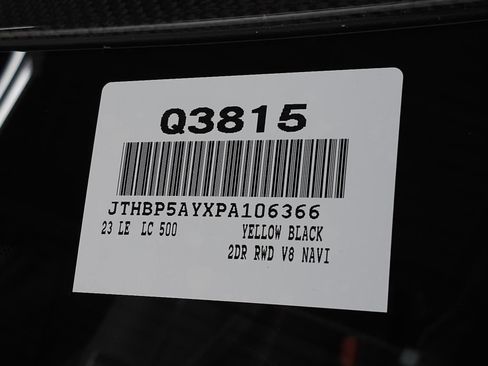 Q3815
JTHBP5AYXPA106366
23 LE LC 500 YELLOW BLACK
2DR RWD V8 NAVI